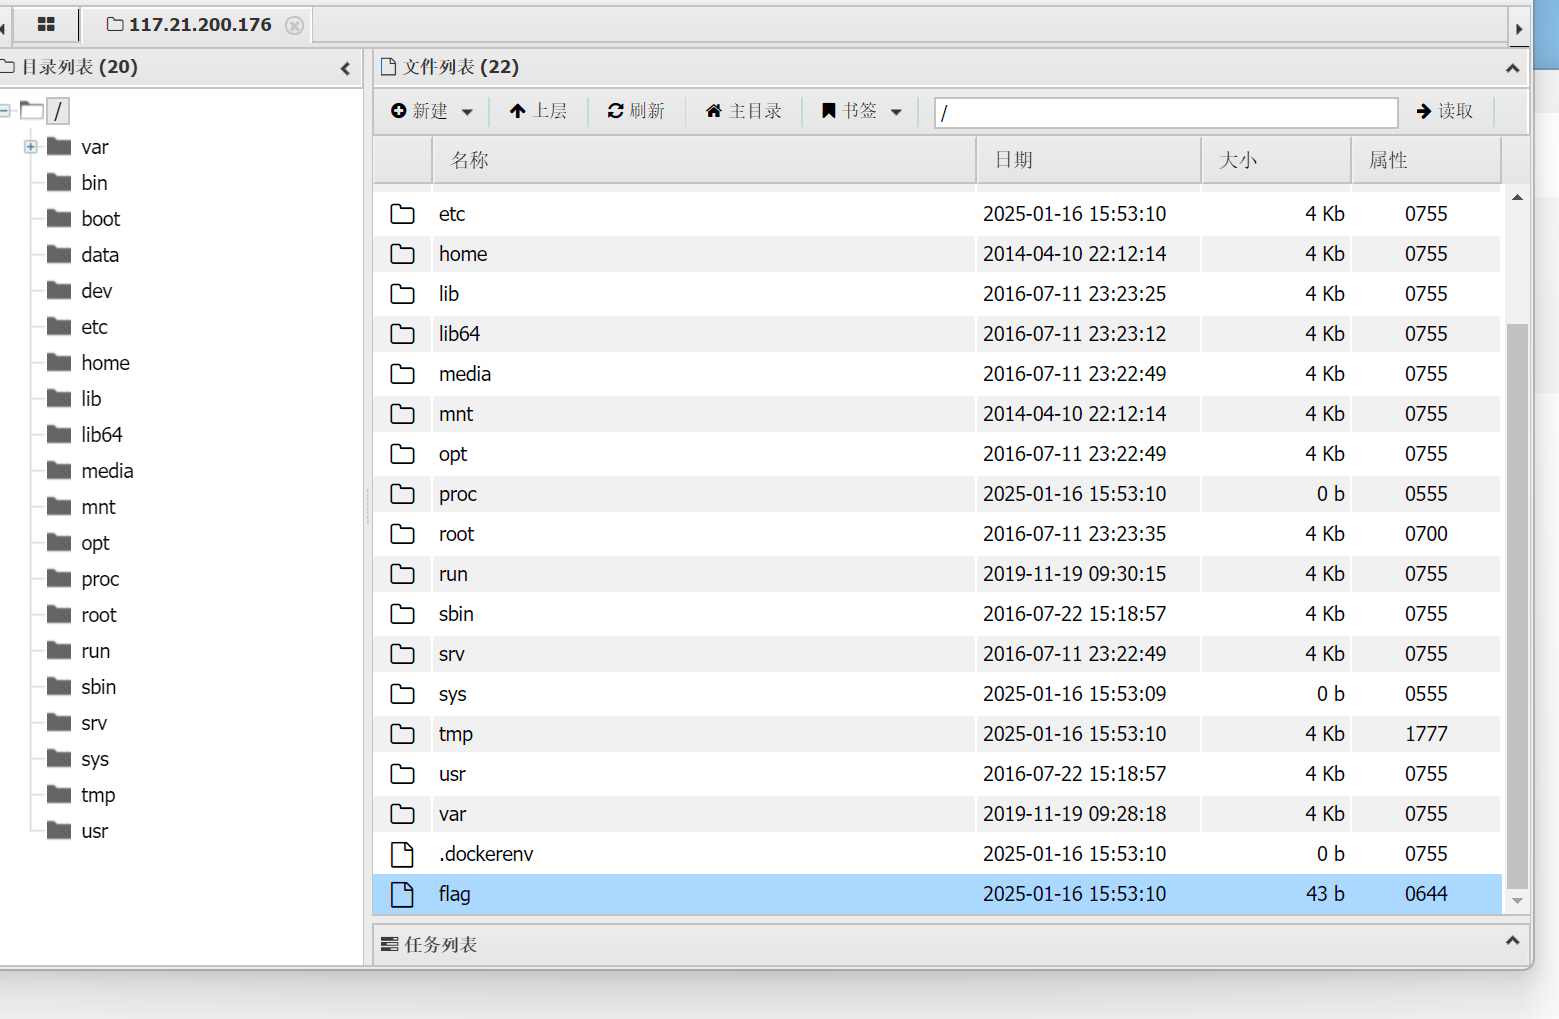 117.21.200.176
目录列表 (20)
/
var
bin
boot
data
dev
etc
home
lib
lib64
media
mnt
opt
proc
root
run
sbin
srv
sys
tmp
usr
文件列表 (22)
新建 上层 刷新 主目录 书签 / 读取
名称 日期 大小 属性
etc 2025-01-16 15:53:10 4 Kb 0755
home 2014-04-10 22:12:14 4 Kb 0755
lib 2016-07-11 23:23:25 4 Kb 0755
lib64 2016-07-11 23:23:12 4 Kb 0755
media 2016-07-11 23:22:49 4 Kb 0755
mnt 2014-04-10 22:12:14 4 Kb 0755
opt 2016-07-11 23:22:49 4 Kb 0755
proc 2025-01-16 15:53:10 0 b 0555
root 2016-07-11 23:23:35 4 Kb 0700
run 2019-11-19 09:30:15 4 Kb 0755
sbin 2016-07-22 15:18:57 4 Kb 0755
srv 2016-07-11 23:22:49 4 Kb 0755
sys 2025-01-16 15:53:09 0 b 0555
tmp 2025-01-16 15:53:10 4 Kb 1777
usr 2016-07-22 15:18:57 4 Kb 0755
var 2019-11-19 09:28:18 4 Kb 0755
.dockerenv 2025-01-16 15:53:10 0 b 0755
flag 2025-01-16 15:53:10 43 b 0644
任务列表